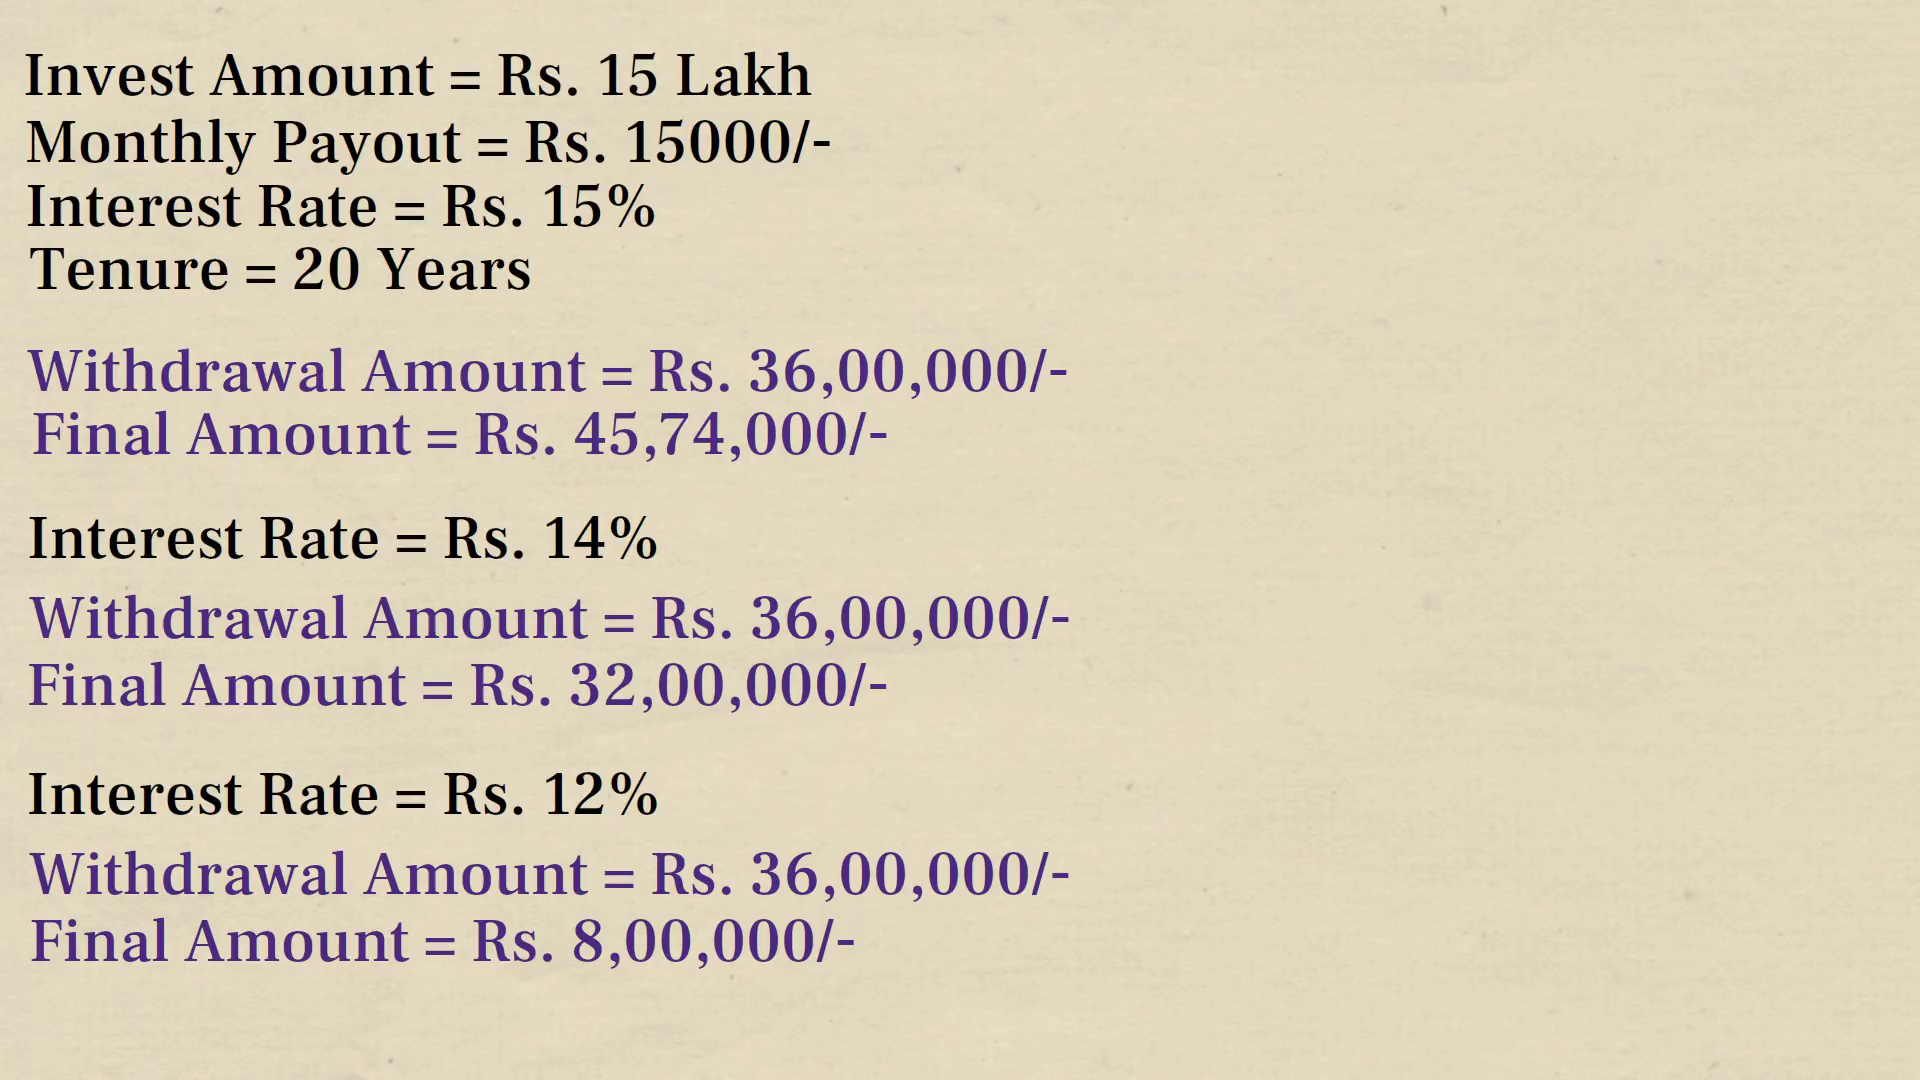 Invest Amount = Rs. 15 Lakh
Monthly Payout = Rs. 15000/-
Interest Rate = Rs. 15%
Tenure = 20 Years
Withdrawal Amount = Rs. 36,00,000/-
Final Amount = Rs. 45,74,000/-
Interest Rate = Rs. 14%
Withdrawal Amount = Rs. 36,00,000/-
Final Amount = Rs. 32,00,000/-
Interest Rate = Rs. 12%
Withdrawal Amount = Rs. 36,00,000/-
Final Amount = Rs. 8,00,000/-